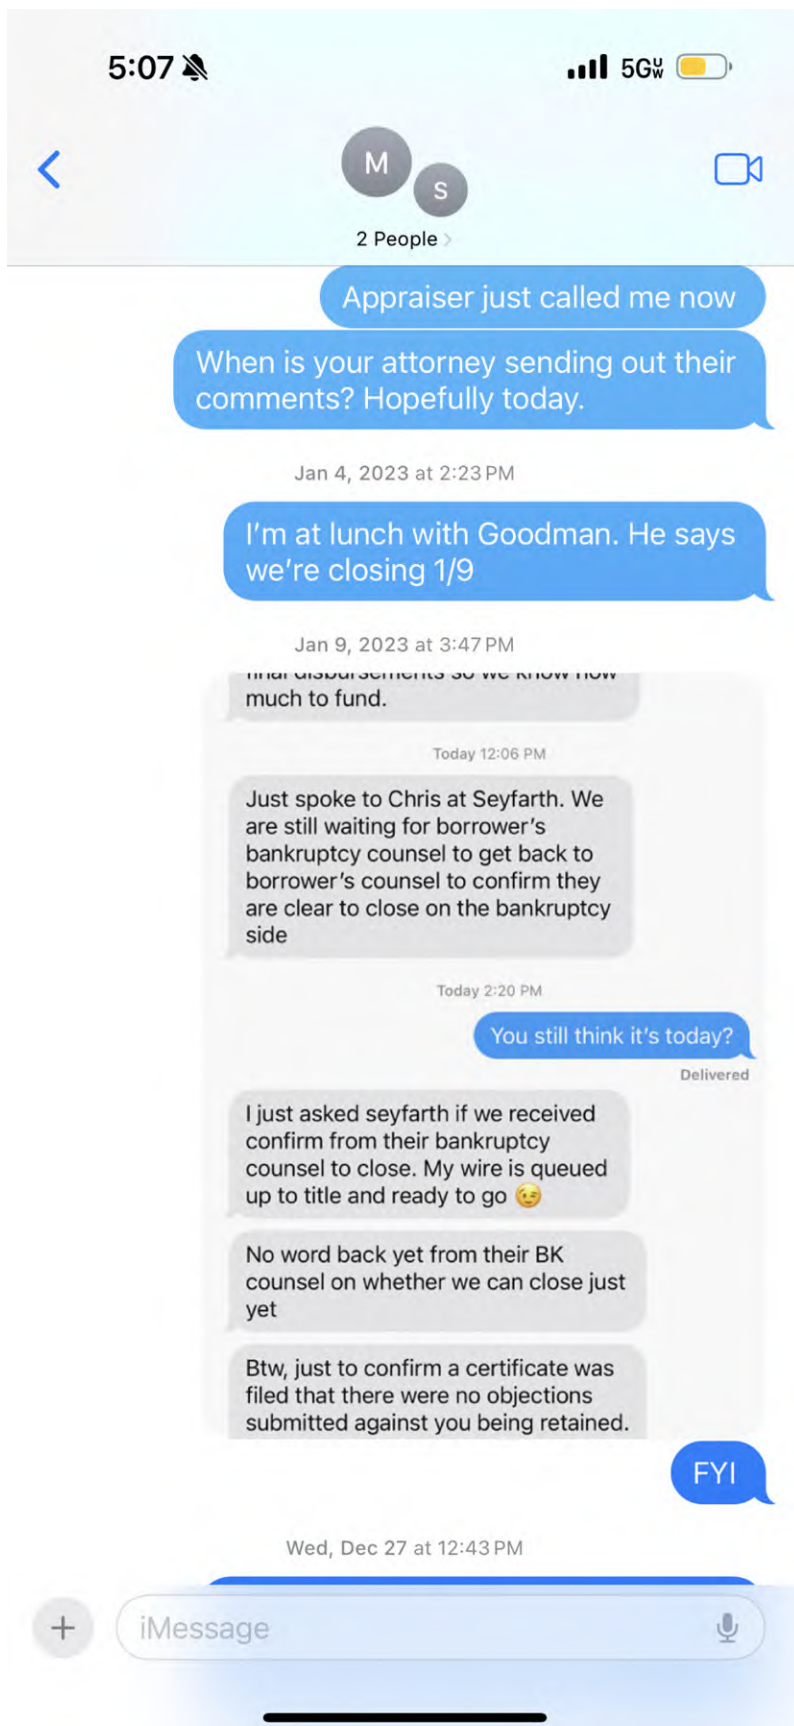 5:07
5G UW
M
S
2 People
Appraiser just called me now
When is your attorney sending out their
comments? Hopefully today.
Jan 4, 2023 at 2:23 PM
I'm at lunch with Goodman. He says
we're closing 1/9
Jan 9, 2023 at 3:47 PM
final disbursements so we know how
much to fund.
Today 12:06 PM
Just spoke to Chris at Seyfarth. We
are still waiting for borrower's
bankruptcy counsel to get back to
borrower's counsel to confirm they
are clear to close on the bankruptcy
side
Today 2:20 PM
You still think it's today?
Delivered
I just asked seyfarth if we received
confirm from their bankruptcy
counsel to close. My wire is queued
up to title and ready to go 😉
No word back yet from their BK
counsel on whether we can close just
yet
Btw, just to confirm a certificate was
filed that there were no objections
submitted against you being retained.
FYI
Wed, Dec 27 at 12:43 PM
iMessage